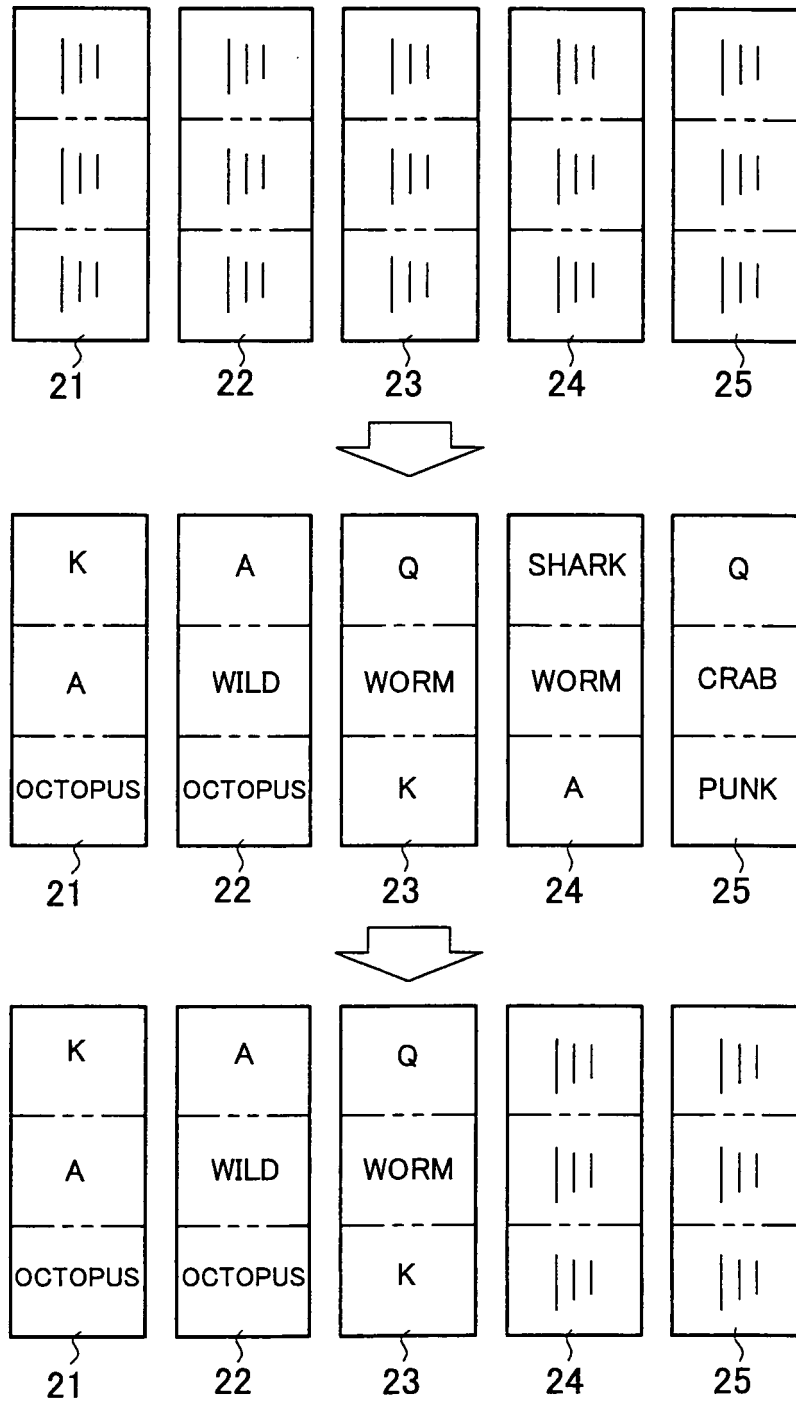 21 22 23 24 25
K A Q SHARK Q
A WILD WORM WORM CRAB
OCTOPUS OCTOPUS K A PUNK
21 22 23 24 25
K A Q
A WILD WORM
OCTOPUS OCTOPUS K
21 22 23 24 25